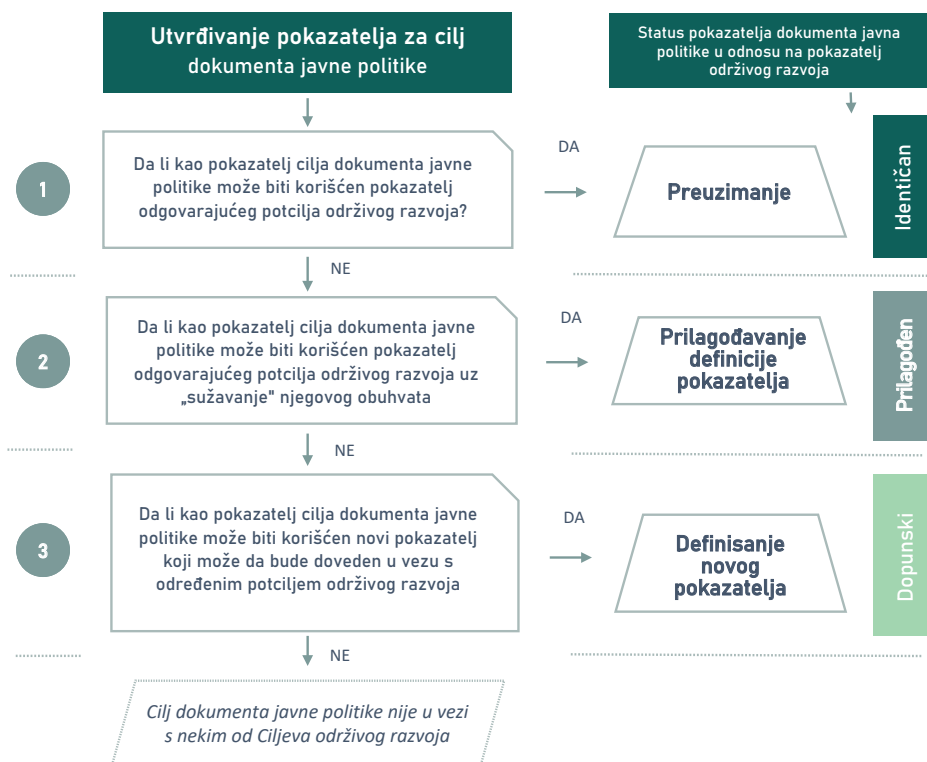 Utvrđivanje pokazatelja za cilj
dokumenta javne politike
Status pokazatelja dokumenta javna
politike u odnosu na pokazatelj
održivog razvoja
1
Da li kao pokazatelj cilja dokumenta javne
politike može biti korišćen pokazatelj
odgovarajućeg potcilja održivog razvoja?
DA
Preuzimanje
Identičan
NE
2
Da li kao pokazatelj cilja dokumenta javne
politike može biti korišćen pokazatelj
odgovarajućeg potcilja održivog razvoja uz
„sužavanje" njegovog obuhvata
DA
Prilagođavanje
definicije
pokazatelja
Prilagođen
NE
3
Da li kao pokazatelj cilja dokumenta javne
politike može biti korišćen novi pokazatelj
koji može da bude doveden u vezu s
određenim potciljem održivog razvoja
DA
Definisanje
novog
pokazatelja
Dopunski
NE
Cilj dokumenta javne politike nije u vezi
s nekim od Ciljeva održivog razvoja